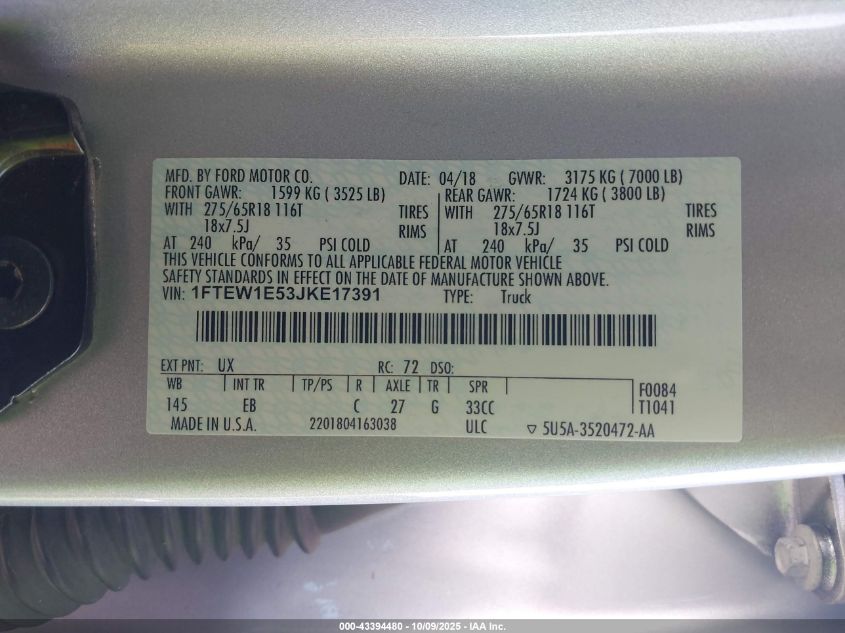 MFD. BY FORD MOTOR CO. DATE: 04/18 GVWR: 3175 KG ( 7000 LB)
FRONT GAWR: 1599 KG ( 3525 LB) REAR GAWR: 1724 KG ( 3800 LB)
WITH 275/65R18 116T TIRES WITH 275/65R18 116T TIRES
18x7.5J RIMS 18x7.5J RIMS
AT 240 kPa/ 35 PSI COLD AT 240 kPa/ 35 PSI COLD
THIS VEHICLE CONFORMS TO ALL APPLICABLE FEDERAL MOTOR VEHICLE
SAFETY STANDARDS IN EFFECT ON THE DATE OF MANUFACTURE SHOWN ABOVE.
VIN: 1FTEW1E53JKE17391 TYPE: Truck
EXT PNT: UX RC: 72 DSO:
WB INT TR TP/PS R AXLE TR SPR F0084
145 EB C 27 G 33CC T1041
MADE IN U.S.A. 2201804163038 ULC ▽ 5U5A-3520472-AA
000-43394480 - 10/09/2025 - IAA Inc.